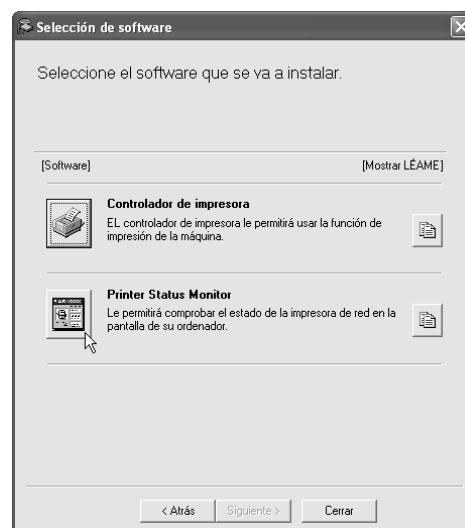 Selección de software
Seleccione el software que se va a instalar.
[Software] [Mostrar LÉAME]
Controlador de impresora
EL controlador de impresora le permitirá usar la función de
impresión de la máquina.
Printer Status Monitor
Le permitirá comprobar el estado de la impresora de red en la
pantalla de su ordenador.
< Atrás Siguiente > Cerrar